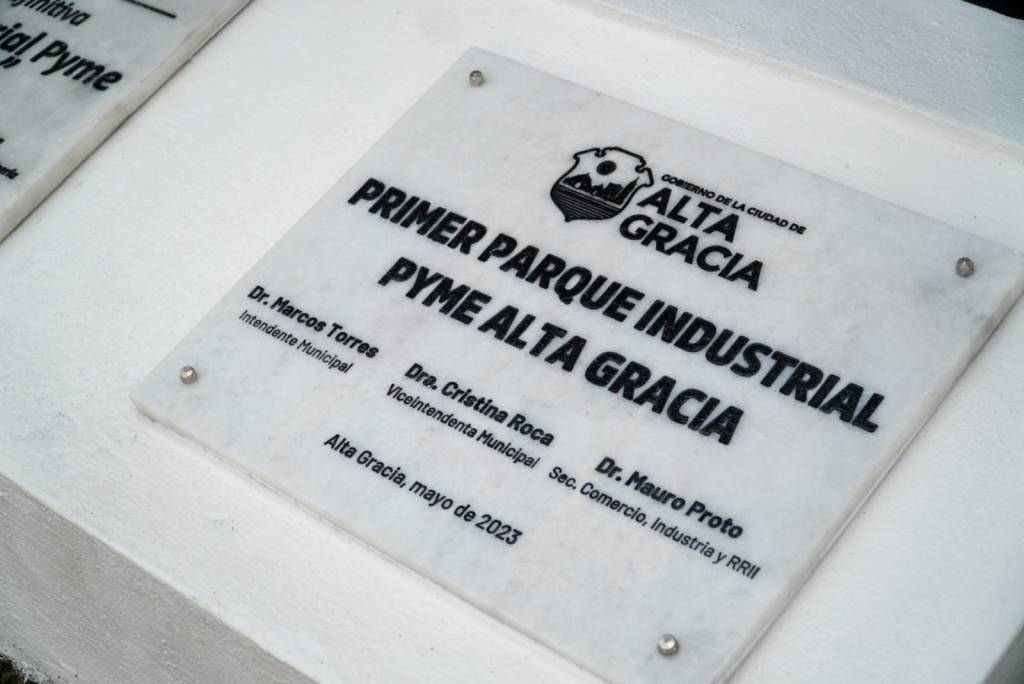 Pyme
GOBIERNO DE LA CIUDAD DE
ALTA
GRACIA
PRIMER PARQUE INDUSTRIAL
PYME ALTA GRACIA
Dr. Marcos Torres
Intendente Municipal
Dra. Cristina Roca
Viceintendenta Municipal
Dr. Mauro Proto
Sec. Comercio, Industria y RRII
Alta Gracia, mayo de 2023